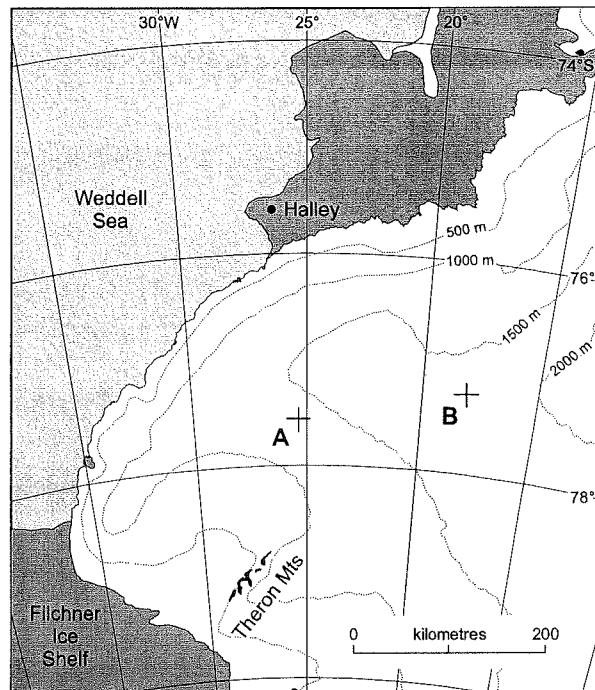 30°W
25°
20°
74°S
Weddell
Sea
Halley
500 m
1000 m
76°
1500 m
2000 m
A
B
78°
Theron Mts
Filchner
Ice
Shelf
0 kilometres 200